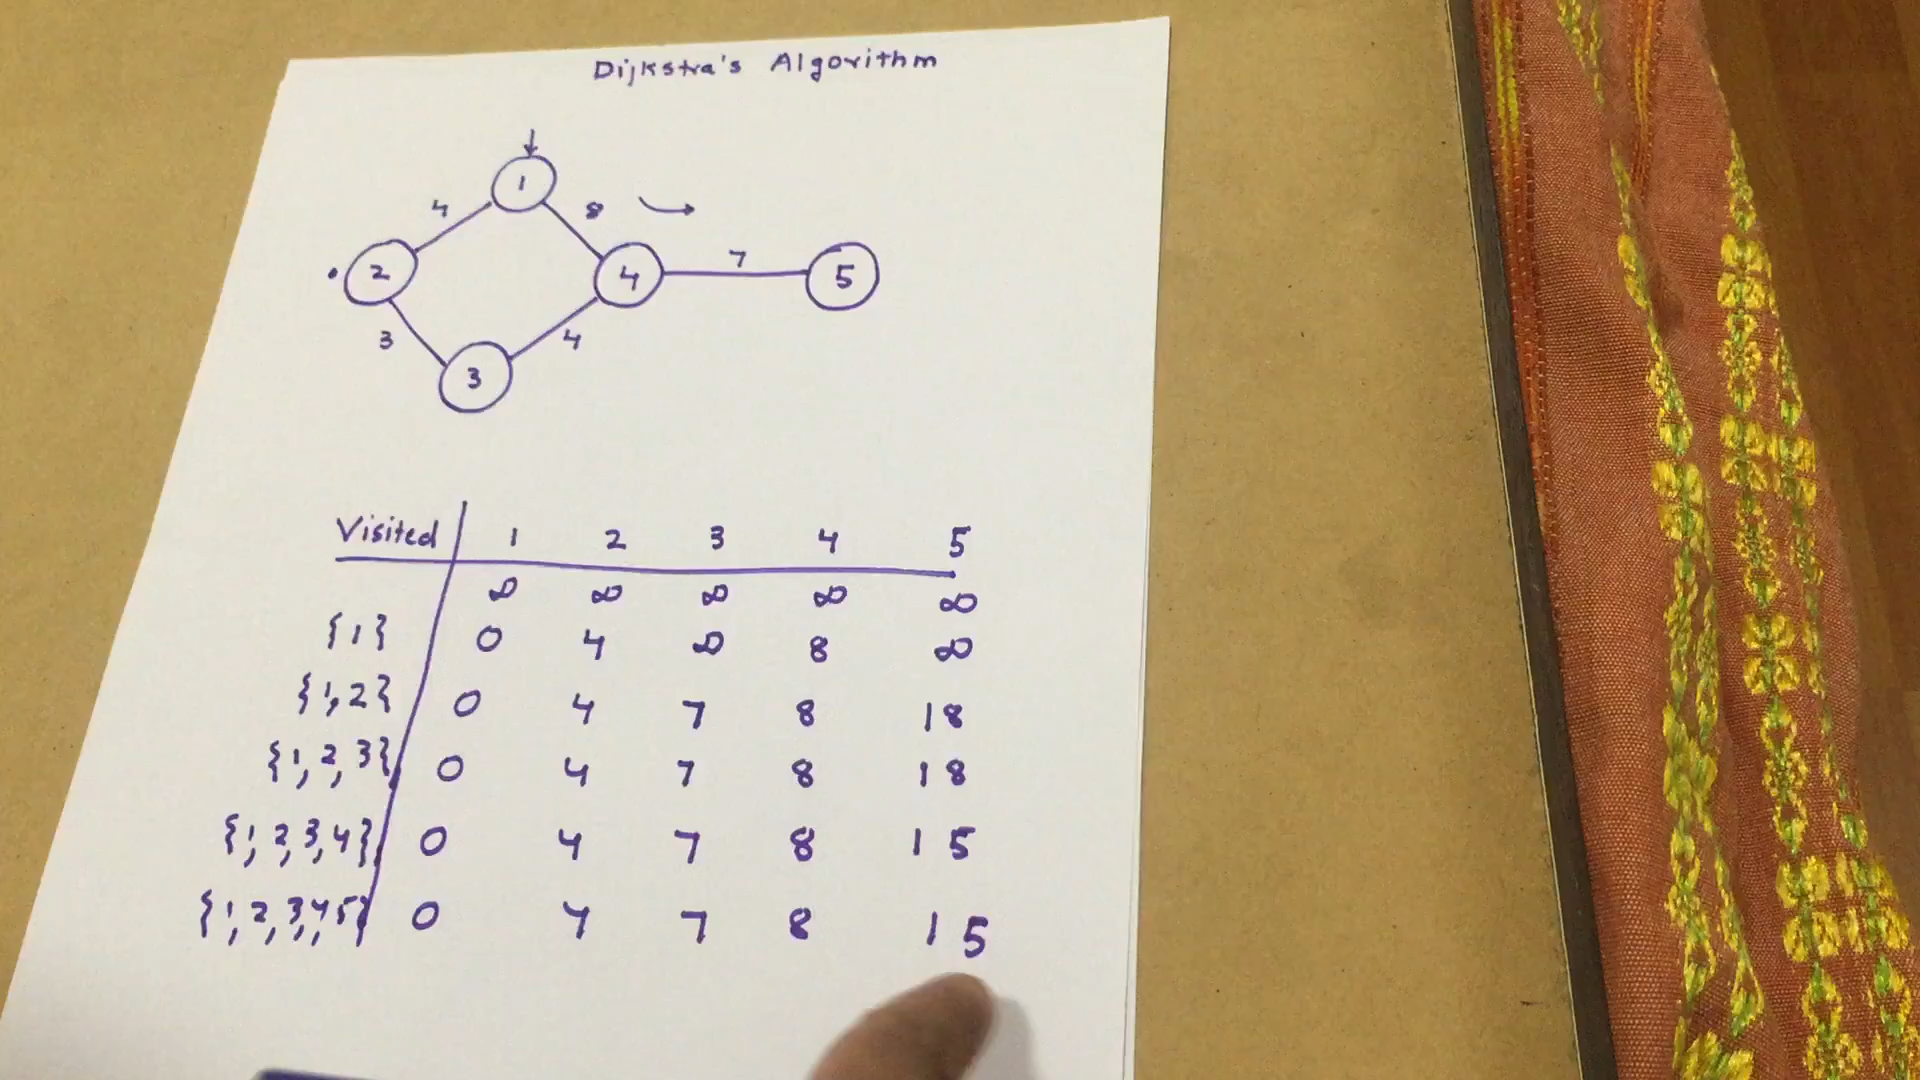 Dijkstra's Algorithm
1
4 8
2 4 7 5
3 4
3
Visited 1 2 3 4 5
∞ ∞ ∞ ∞ ∞
{1} 0 4 ∞ 8 ∞
{1,2} 0 4 7 8 18
{1,2,3} 0 4 7 8 18
{1,2,3,4} 0 4 7 8 15
{1,2,3,4,5} 0 4 7 8 15